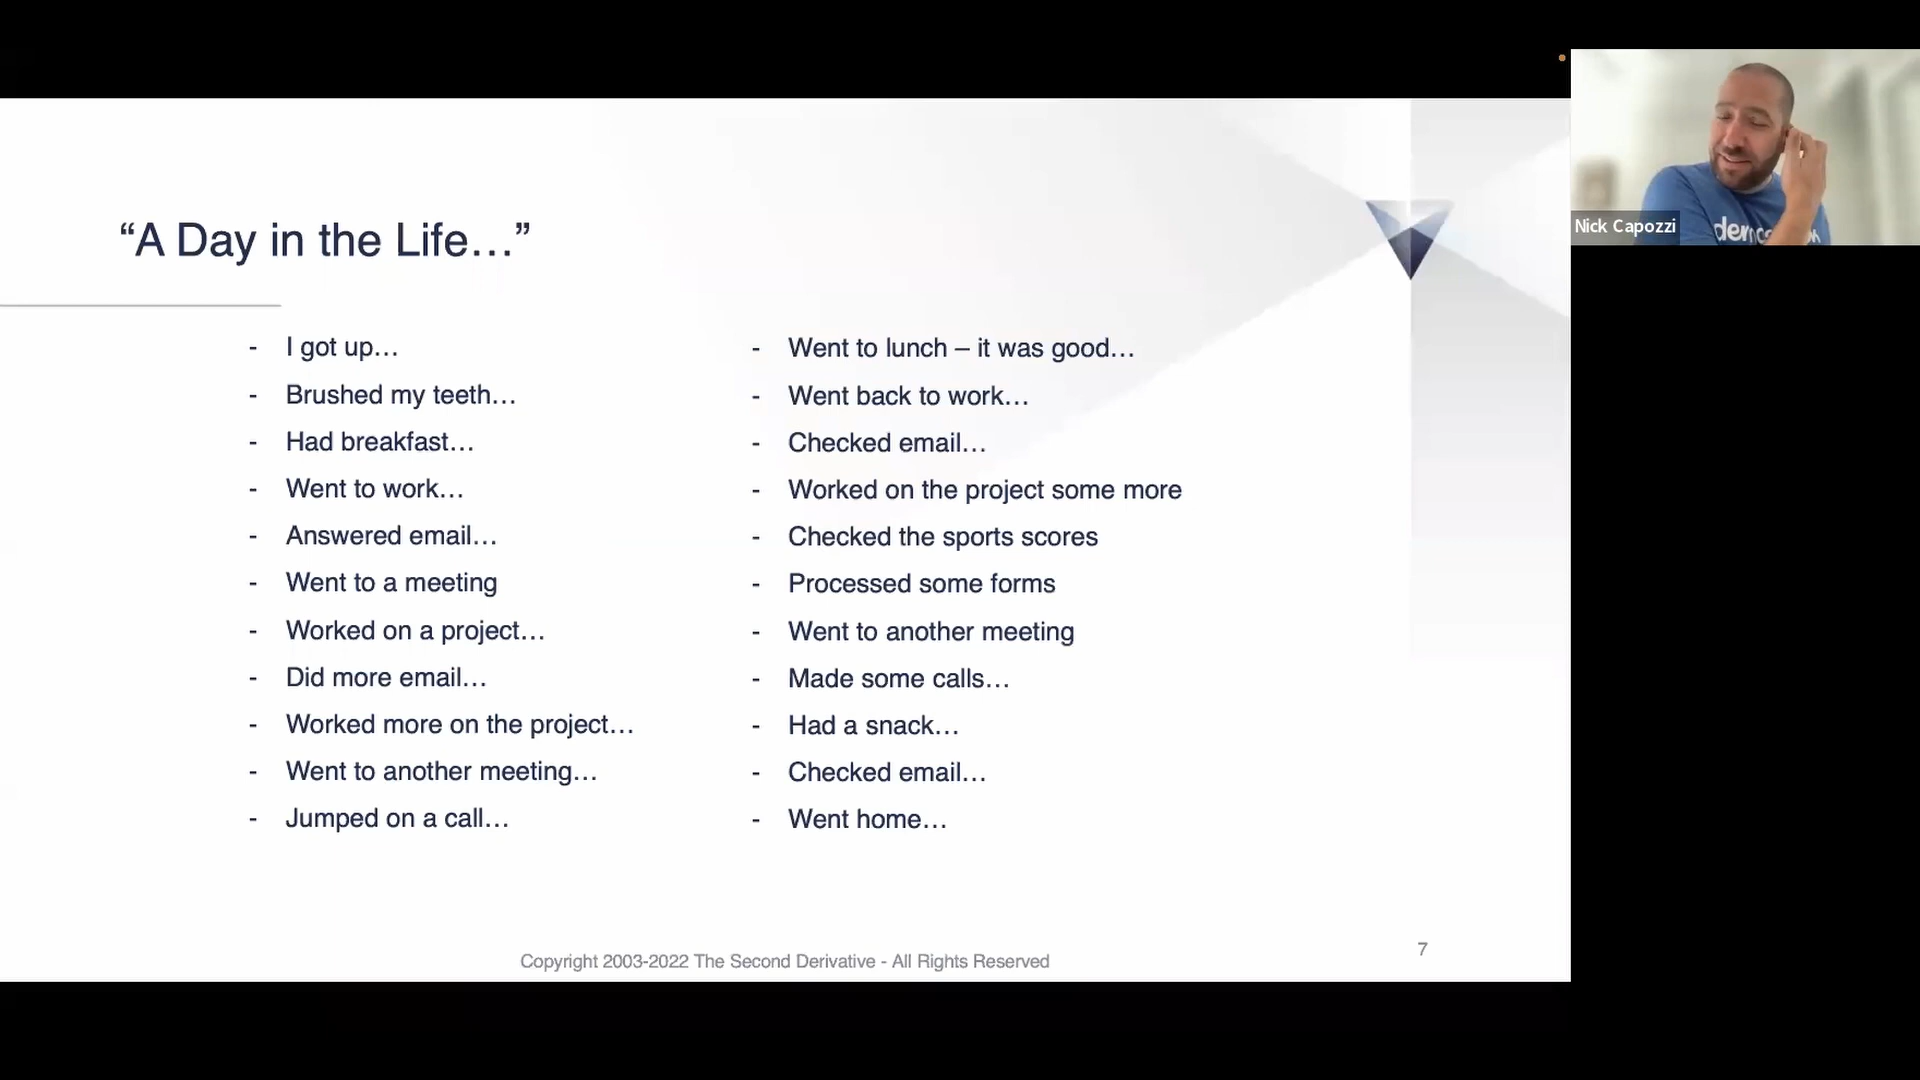 “A Day in the Life…”
- I got up…
- Brushed my teeth…
- Had breakfast…
- Went to work…
- Answered email…
- Went to a meeting
- Worked on a project…
- Did more email…
- Worked more on the project…
- Went to another meeting…
- Jumped on a call…
- Went to lunch – it was good…
- Went back to work…
- Checked email…
- Worked on the project some more
- Checked the sports scores
- Processed some forms
- Went to another meeting
- Made some calls…
- Had a snack…
- Checked email…
- Went home…
Copyright 2003-2022 The Second Derivative - All Rights Reserved
7
Nick Capozzi